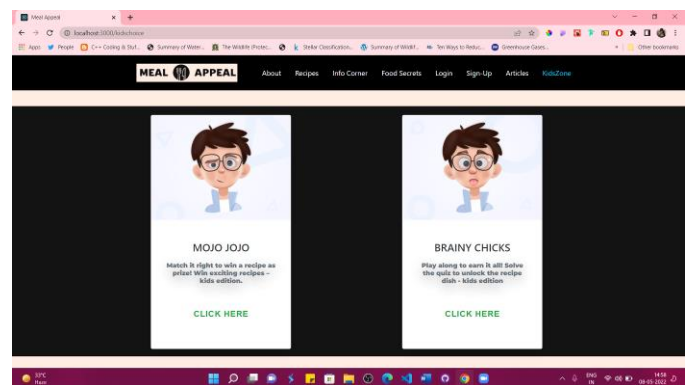 Meal Appeal
localhost:3000/kidschoice
Apps People C++ Coding & Stuf... Summary of Water... The Wildlife (Protec... Stellar Classification... Summary of Wildlif... Ten Ways to Reduc... Greenhouse Gases... Other bookmarks
MEAL APPEAL About Recipes Info Corner Food Secrets Login Sign-Up Articles KidsZone
MOJO JOJO
Match it right to win a recipe as
prize! Win exciting recipes –
kids edition.
CLICK HERE
BRAINY CHICKS
Play along to earn it all! Solve
the quiz to unlock the recipe
dish - kids edition
CLICK HERE
33°C
Haze
ENG
IN
14:58
08-05-2022